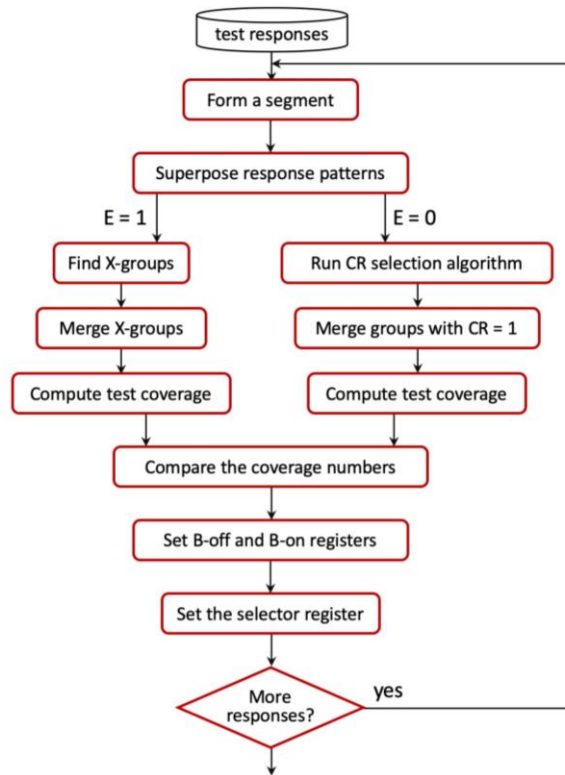 test responses
Form a segment
Superpose response patterns
E = 1
E = 0
Find X-groups
Run CR selection algorithm
Merge X-groups
Merge groups with CR = 1
Compute test coverage
Compute test coverage
Compare the coverage numbers
Set B-off and B-on registers
Set the selector register
More
responses?
yes